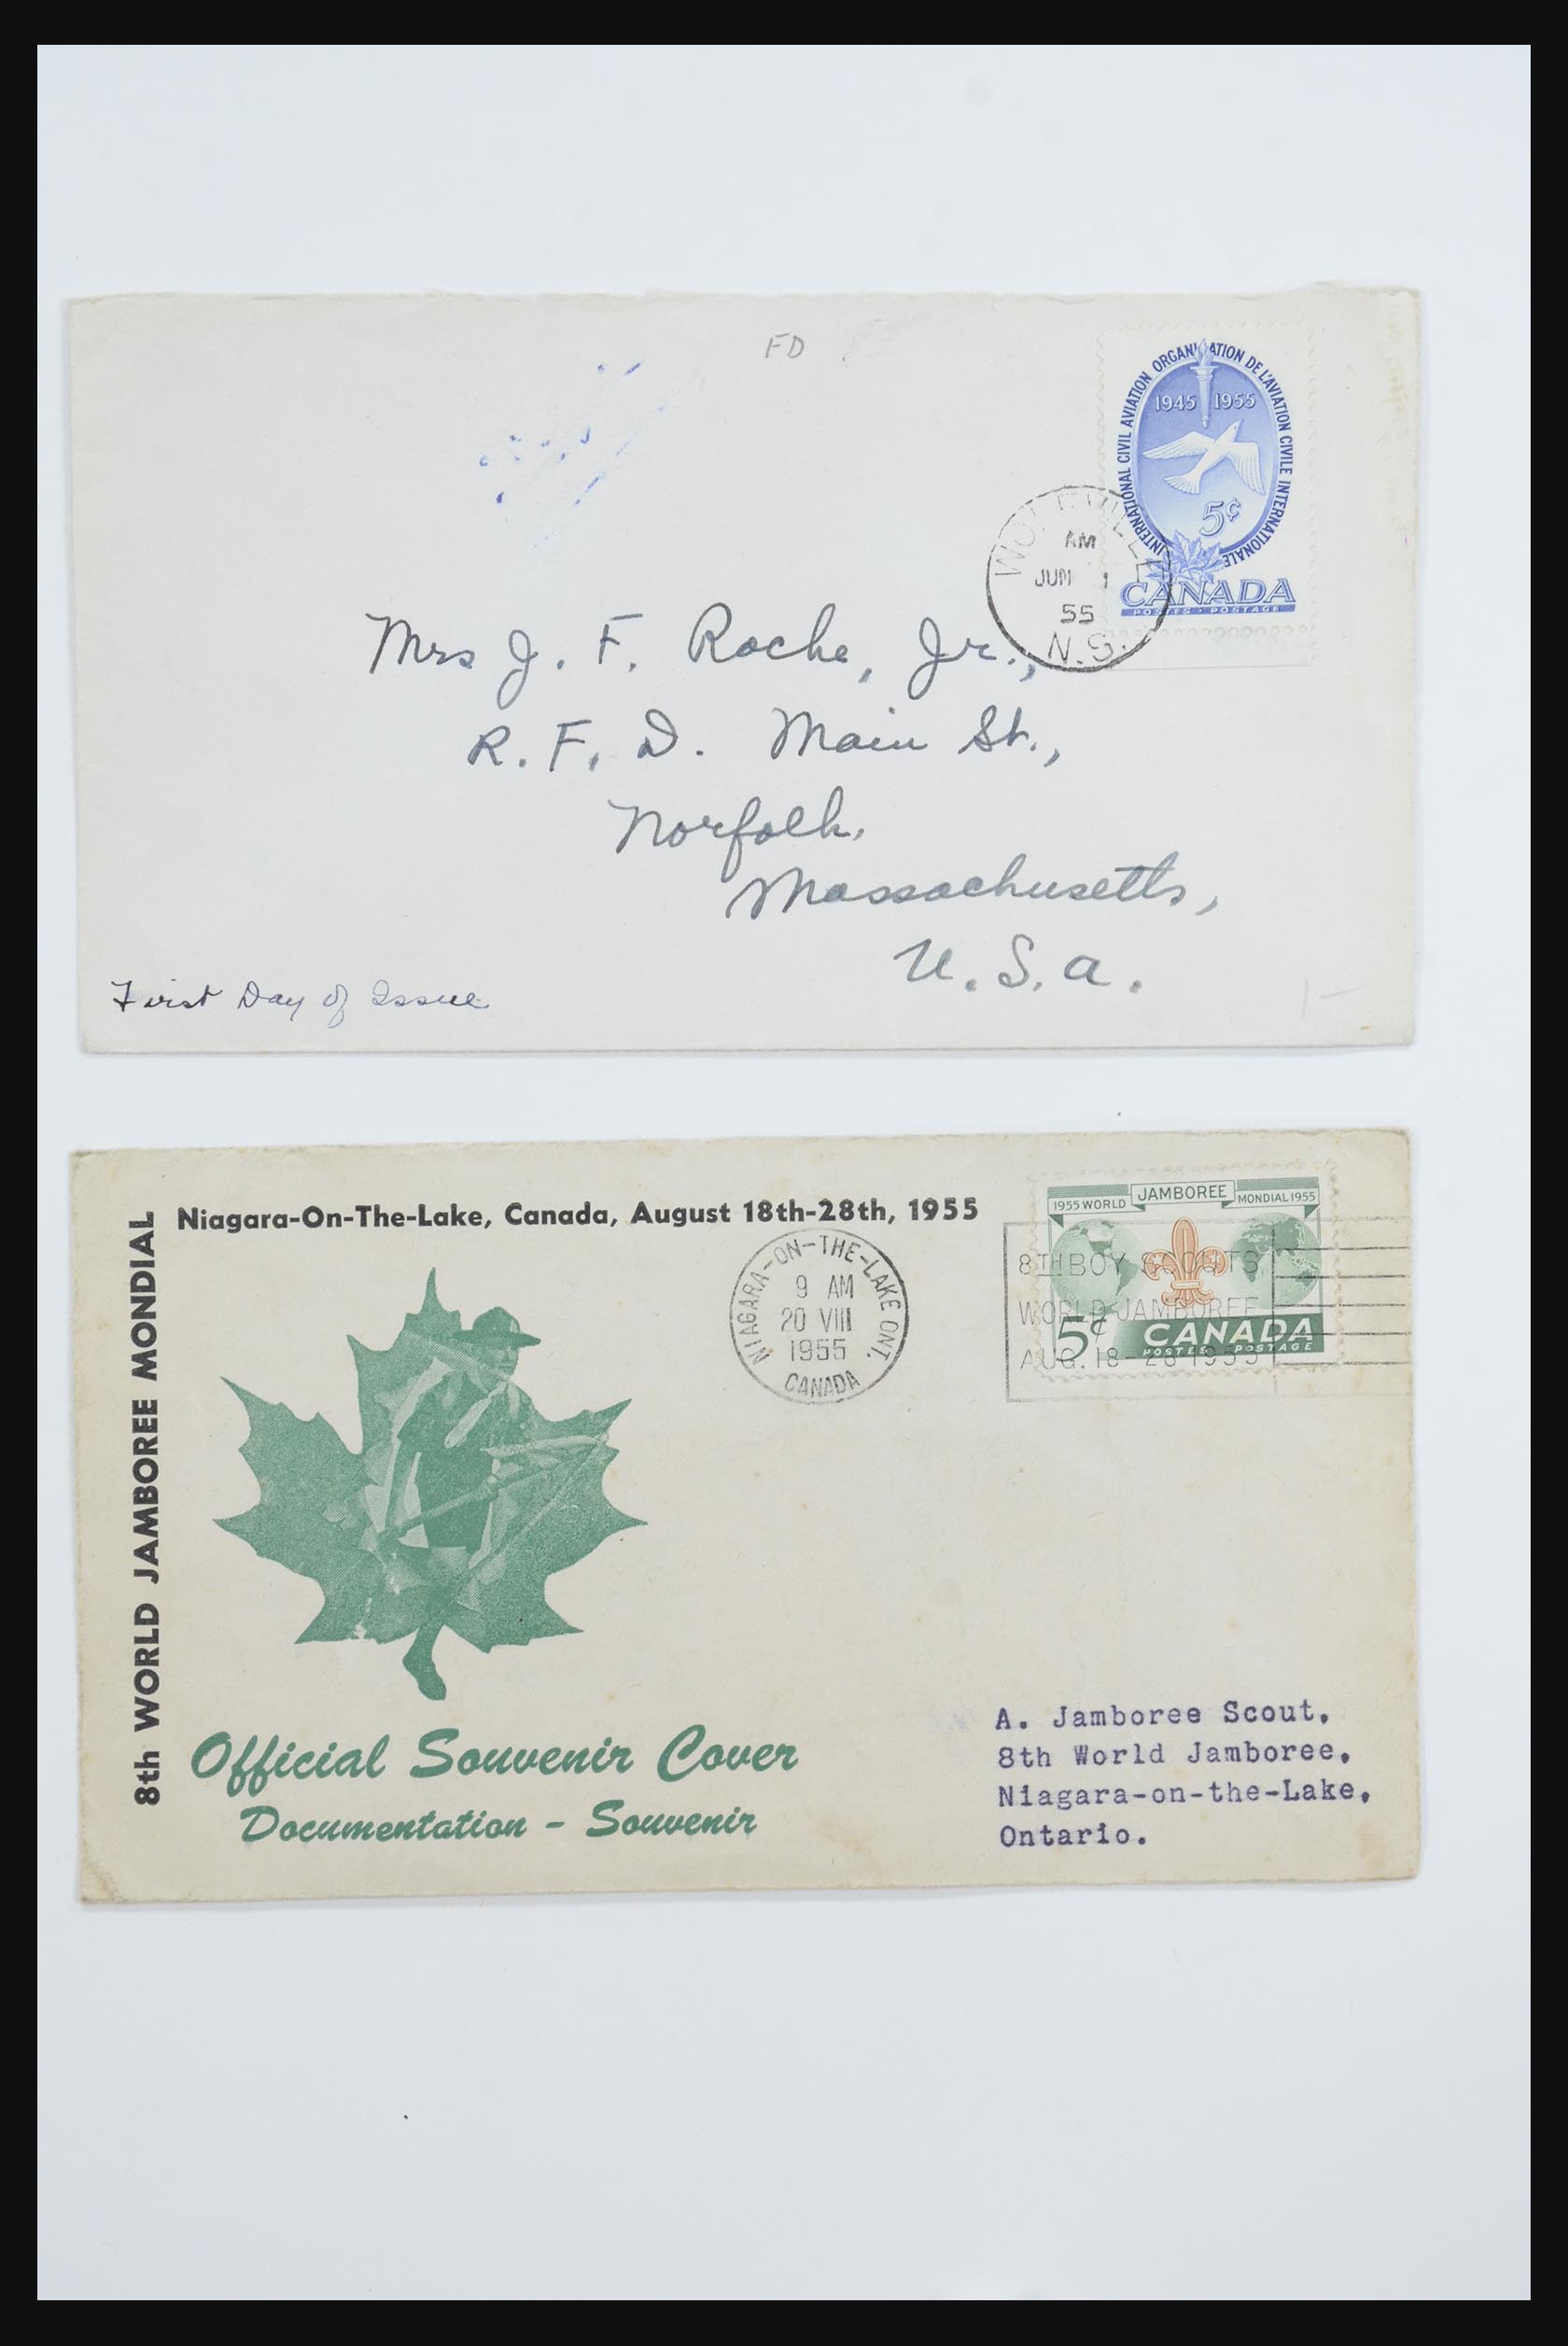 FD
INTERNATIONAL CIVIL AVIATION ORGANI ATION DE L'AVIATION CIVILE INTERNATIONALE
1945 1955
5¢
CANADA
POSTES · POSTAGE
AM
JUN 1
55
N.S.
Mrs J. F. Roche, Jr.,
R. F. D. Main St.,
Norfolk,
Massachusetts,
U. S. A.
First Day of Issue
8th WORLD JAMBOREE MONDIAL
Niagara-On-The-Lake, Canada, August 18th-28th, 1955
NIAGARA-ON-THE-LAKE ONT.
9 AM
20 VIII
1955
CANADA
1955 WORLD JAMBOREE MONDIAL 1955
5¢ CANADA
POSTES POSTAGE
8TH BOY SCOUTS
WORLD JAMBOREE
AUG. 18-28 1955
Official Souvenir Cover
Documentation - Souvenir
A. Jamboree Scout,
8th World Jamboree,
Niagara-on-the-Lake,
Ontario.